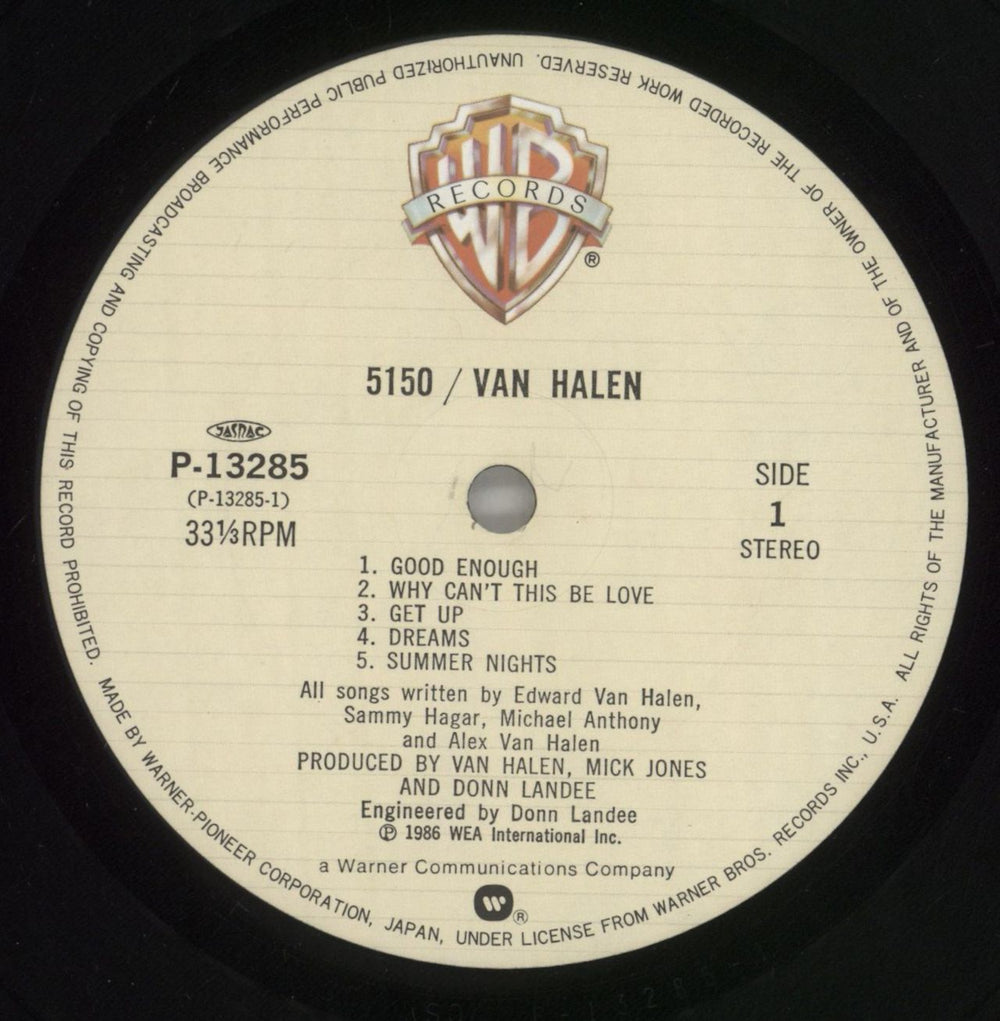 WB
RECORDS
®
5150 / VAN HALEN
JASRAC
P-13285
(P-13285-1)
33⅓RPM
SIDE
1
STEREO
1. GOOD ENOUGH
2. WHY CAN'T THIS BE LOVE
3. GET UP
4. DREAMS
5. SUMMER NIGHTS
All songs written by Edward Van Halen,
Sammy Hagar, Michael Anthony
and Alex Van Halen
PRODUCED BY VAN HALEN, MICK JONES
AND DONN LANDEE
Engineered by Donn Landee
℗ 1986 WEA International Inc.
a Warner Communications Company
®
MADE BY WARNER-PIONEER CORPORATION, JAPAN, UNDER LICENSE FROM WARNER BROS. RECORDS INC., U.S.A. ALL RIGHTS OF THE MANUFACTURER AND OF THE OWNER OF THE RECORDED WORK RESERVED. UNAUTHORIZED PUBLIC PERFORMANCE BROADCASTING AND COPYING OF THIS RECORD PROHIBITED.